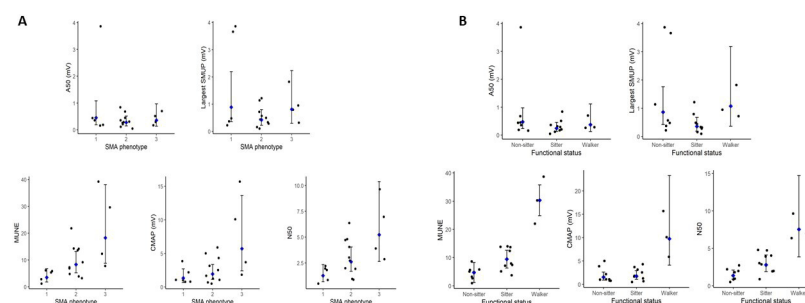 A
A50 (mV)
4
3
2
1
0
1 2 3
SMA phenotype
Largest SMUP (mV)
4
3
2
1
0
1 2 3
SMA phenotype
MUNE
40
30
20
10
0
1 2 3
SMA phenotype
CMAP (mV)
15
10
5
0
1 2 3
SMA phenotype
N50
10.0
7.5
5.0
2.5
1 2 3
SMA phenotype
B
A50 (mV)
4
3
2
1
0
Non-sitter Sitter Walker
Functional status
Largest SMUP (mV)
4
3
2
1
0
Non-sitter Sitter Walker
Functional status
MUNE
40
30
20
10
0
Non-sitter Sitter Walker
Functional status
CMAP (mV)
20
15
10
5
0
Non-sitter Sitter Walker
Functional status
N50
15
10
5
0
Non-sitter Sitter Walker
Functional status